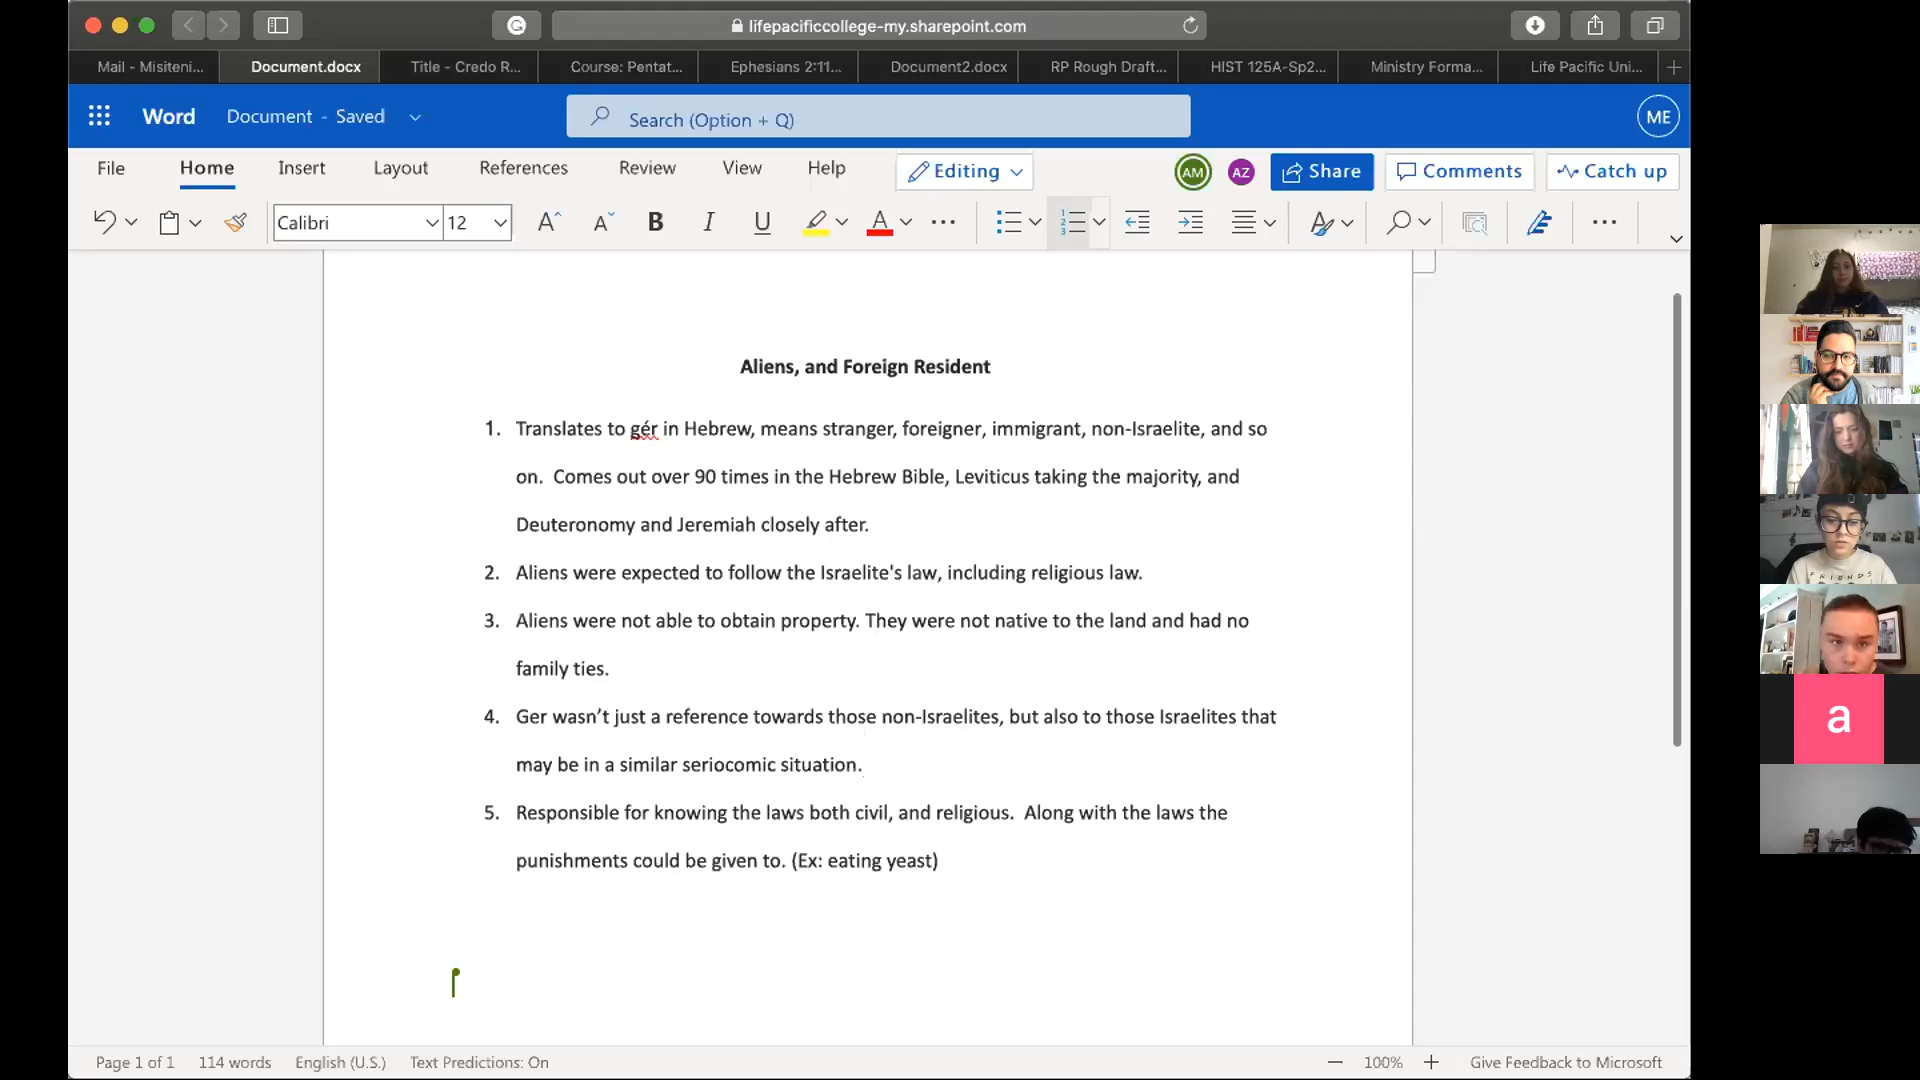 lifepacificcollege-my.sharepoint.com
Mail - Misiteni... Document.docx Title - Credo R... Course: Pentat... Ephesians 2:11... Document2.docx RP Rough Draft... HIST 125A-Sp2... Ministry Forma... Life Pacific Uni...
Word Document - Saved Search (Option + Q) ME
File Home Insert Layout References Review View Help Editing AM AZ Share Comments Catch up
Calibri 12 A A B I U A
Aliens, and Foreign Resident
1. Translates to gér in Hebrew, means stranger, foreigner, immigrant, non-Israelite, and so
on. Comes out over 90 times in the Hebrew Bible, Leviticus taking the majority, and
Deuteronomy and Jeremiah closely after.
2. Aliens were expected to follow the Israelite's law, including religious law.
3. Aliens were not able to obtain property. They were not native to the land and had no
family ties.
4. Ger wasn’t just a reference towards those non-Israelites, but also to those Israelites that
may be in a similar seriocomic situation.
5. Responsible for knowing the laws both civil, and religious. Along with the laws the
punishments could be given to. (Ex: eating yeast)
FRIENDS
a
Page 1 of 1 114 words English (U.S.) Text Predictions: On 100% Give Feedback to Microsoft